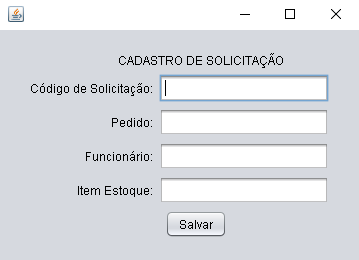 CADASTRO DE SOLICITAÇÃO
Código de Solicitação:
Pedido:
Funcionário:
Item Estoque:
Salvar